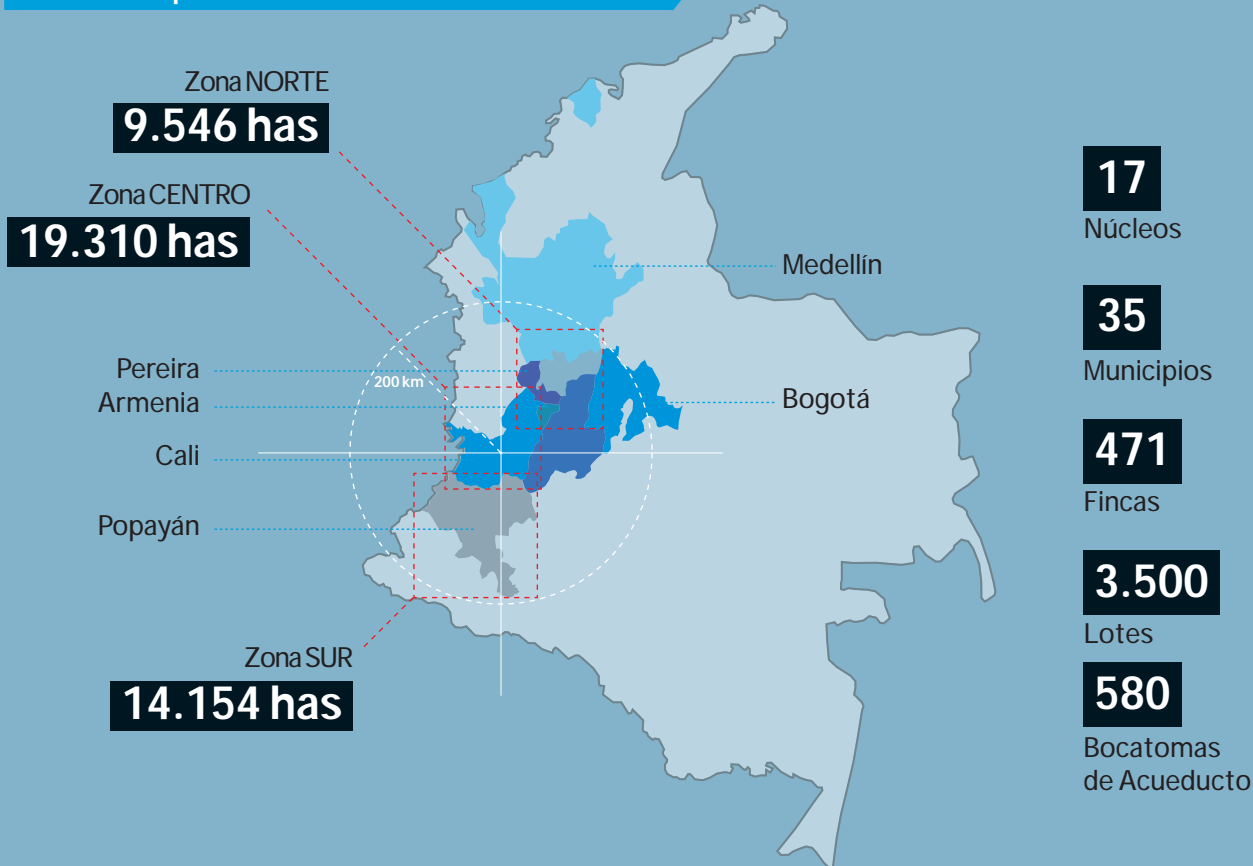 Zona NORTE
9.546 has
Zona CENTRO
19.310 has
Medellín
Pereira
200 km
Armenia
Bogotá
Cali
Popayán
Zona SUR
14.154 has
17
Núcleos
35
Municipios
471
Fincas
3.500
Lotes
580
Bocatomas
de Acueducto